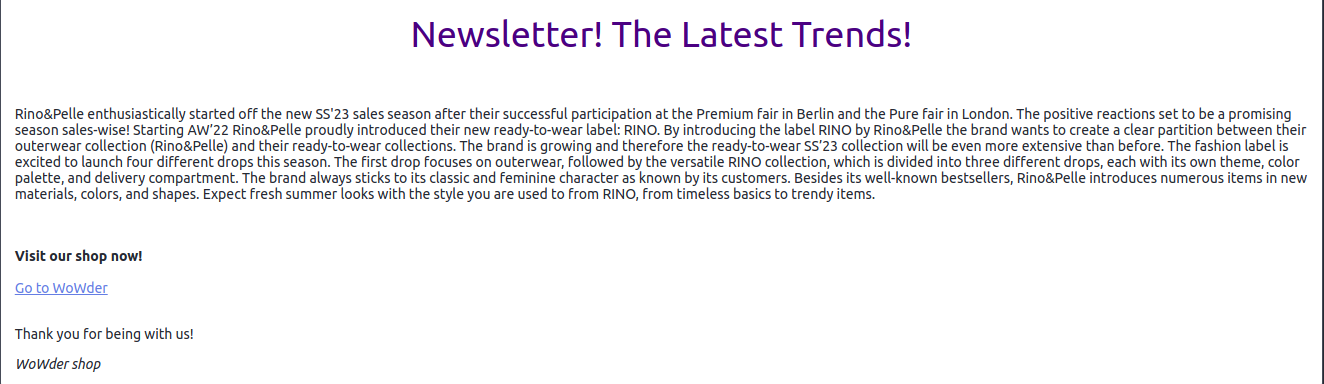 Newsletter! The Latest Trends!
Rino&Pelle enthusiastically started off the new SS'23 sales season after their successful participation at the Premium fair in Berlin and the Pure fair in London. The positive reactions set to be a promising
season sales-wise! Starting AW’22 Rino&Pelle proudly introduced their new ready-to-wear label: RINO. By introducing the label RINO by Rino&Pelle the brand wants to create a clear partition between their
outerwear collection (Rino&Pelle) and their ready-to-wear collections. The brand is growing and therefore the ready-to-wear SS’23 collection will be even more extensive than before. The fashion label is
excited to launch four different drops this season. The first drop focuses on outerwear, followed by the versatile RINO collection, which is divided into three different drops, each with its own theme, color
palette, and delivery compartment. The brand always sticks to its classic and feminine character as known by its customers. Besides its well-known bestsellers, Rino&Pelle introduces numerous items in new
materials, colors, and shapes. Expect fresh summer looks with the style you are used to from RINO, from timeless basics to trendy items.
Visit our shop now!
Go to WoWder
Thank you for being with us!
WoWder shop